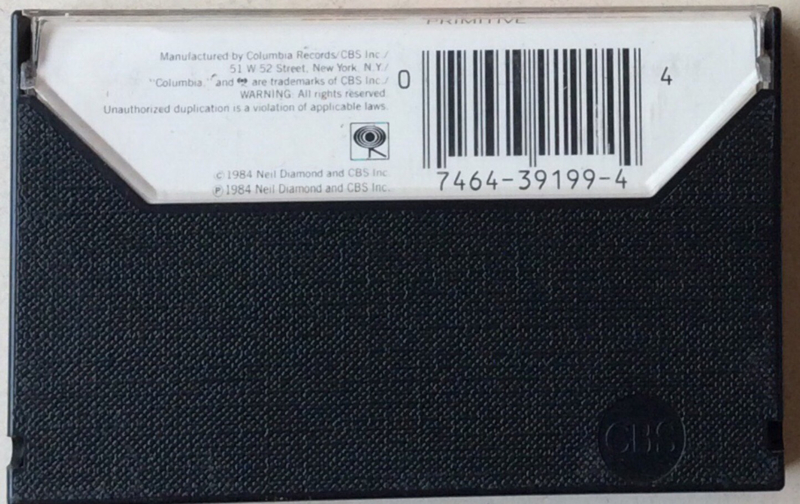 PRIMITIVE
Manufactured by Columbia Records/CBS Inc./
51 W 52 Street, New York, N.Y./
"Columbia," and are trademarks of CBS Inc./
WARNING: All rights reserved.
Unauthorized duplication is a violation of applicable laws.
© 1984 Neil Diamond and CBS Inc.
℗ 1984 Neil Diamond and CBS Inc.
0 7464-39199-4 4
CBS